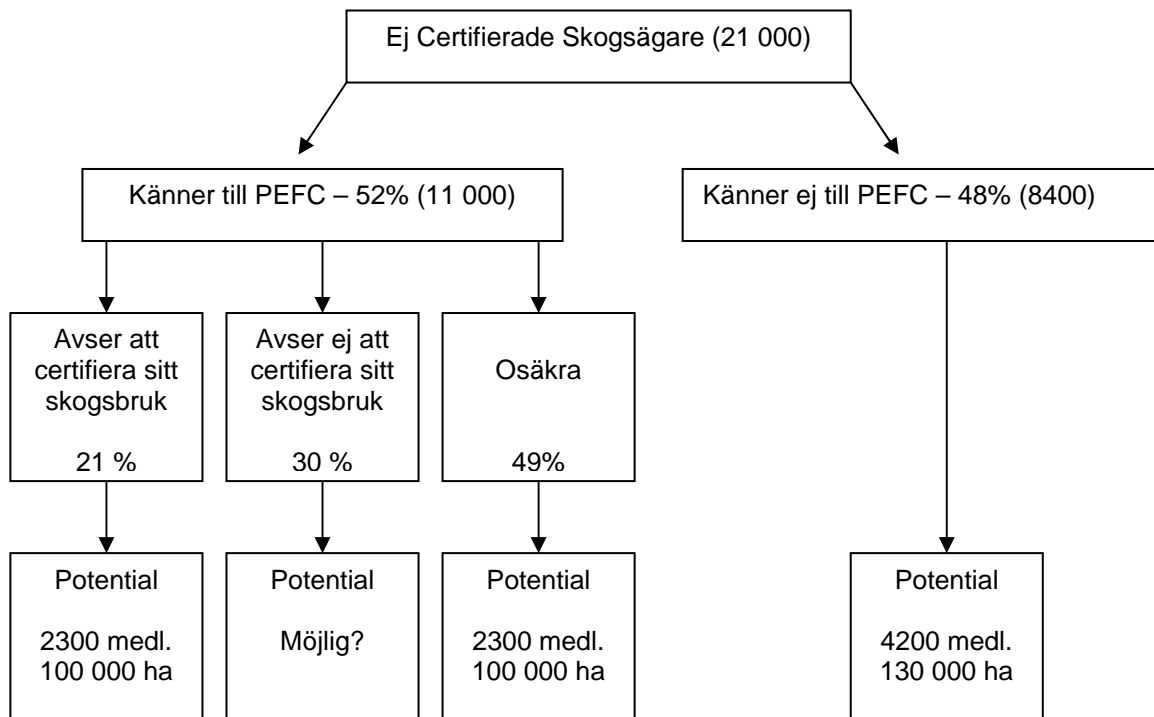 Ej Certifierade Skogsägare (21 000)
Känner till PEFC – 52% (11 000)
Känner ej till PEFC – 48% (8400)
Avser att
certifiera sitt
skogsbruk
21 %
Avser ej att
certifiera sitt
skogsbruk
30 %
Osäkra
49%
Potential
2300 medl.
100 000 ha
Potential
Möjlig?
Potential
2300 medl.
100 000 ha
Potential
4200 medl.
130 000 ha